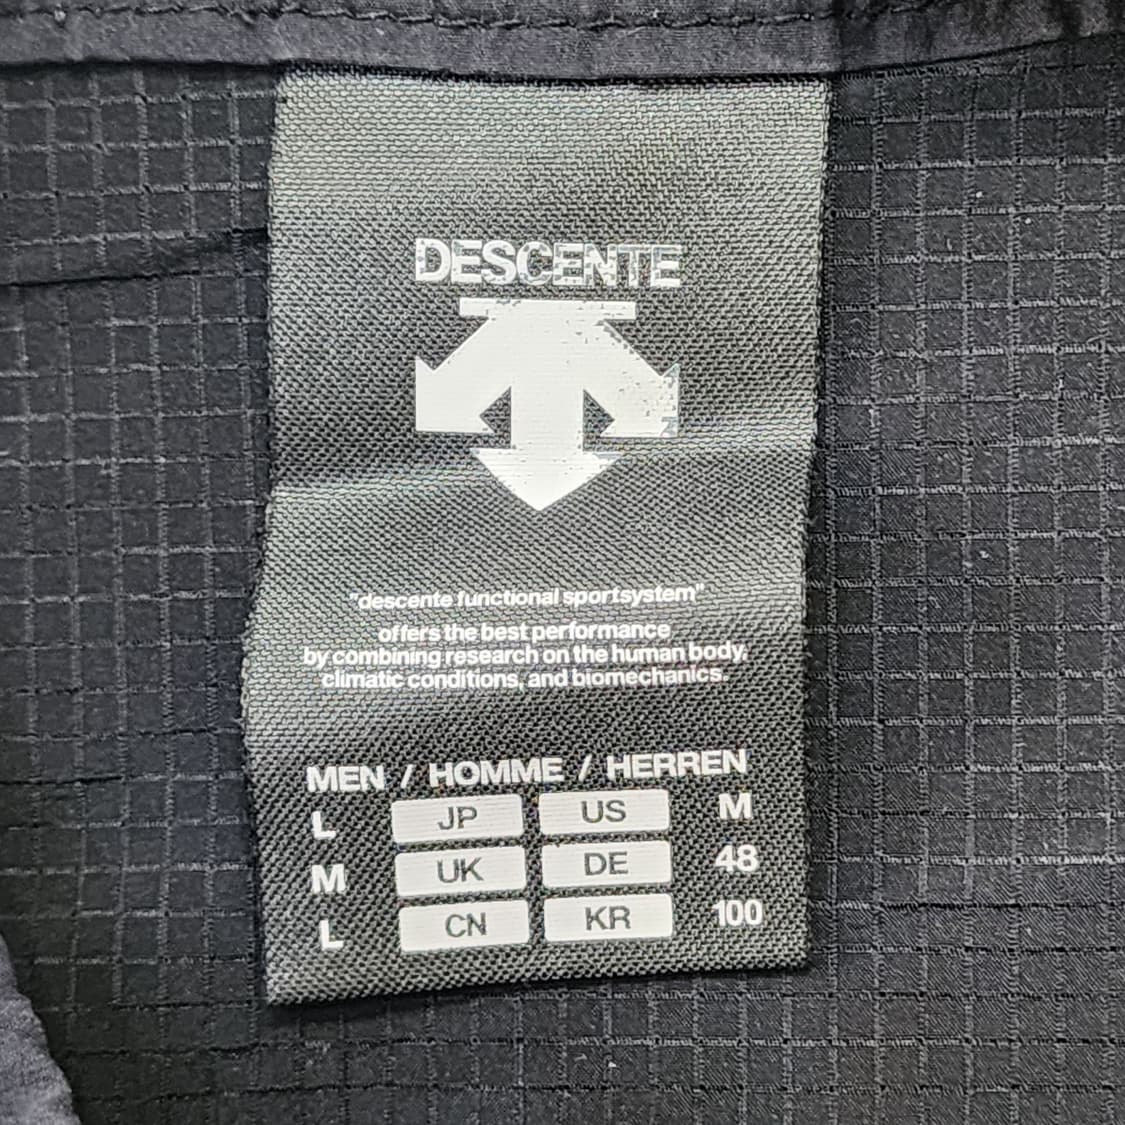 DESCENTE
"descente functional sportsystem"
offers the best performance
by combining research on the human body,
climatic conditions, and biomechanics.
MEN / HOMME / HERREN
L JP US M
M UK DE 48
L CN KR 100